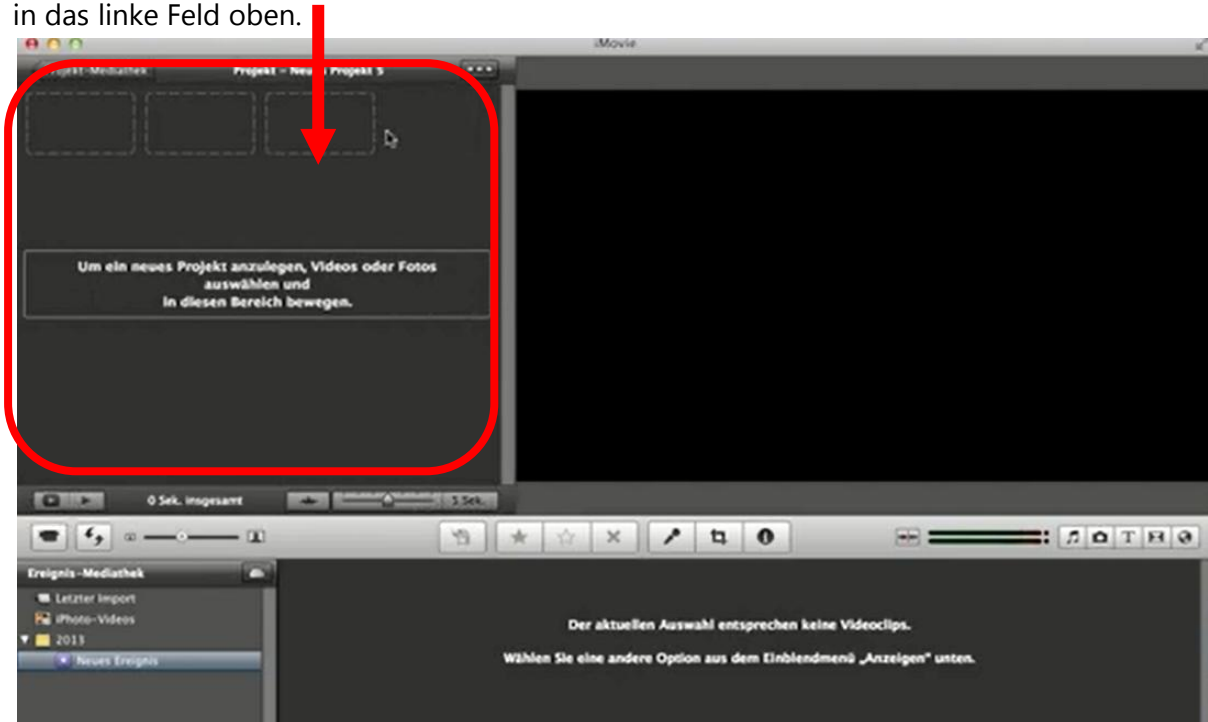 in das linke Feld oben.
iMovie
Projekt-Mediathek
Projekt – Neues Projekt 5
Um ein neues Projekt anzulegen, Videos oder Fotos
auswählen und
in diesen Bereich bewegen.
0 Sek. insgesamt
5 Sek.
Ereignis-Mediathek
Letzter Import
iPhoto-Videos
2013
Neues Ereignis
Der aktuellen Auswahl entsprechen keine Videoclips.
Wählen Sie eine andere Option aus dem Einblendmenü „Anzeigen“ unten.